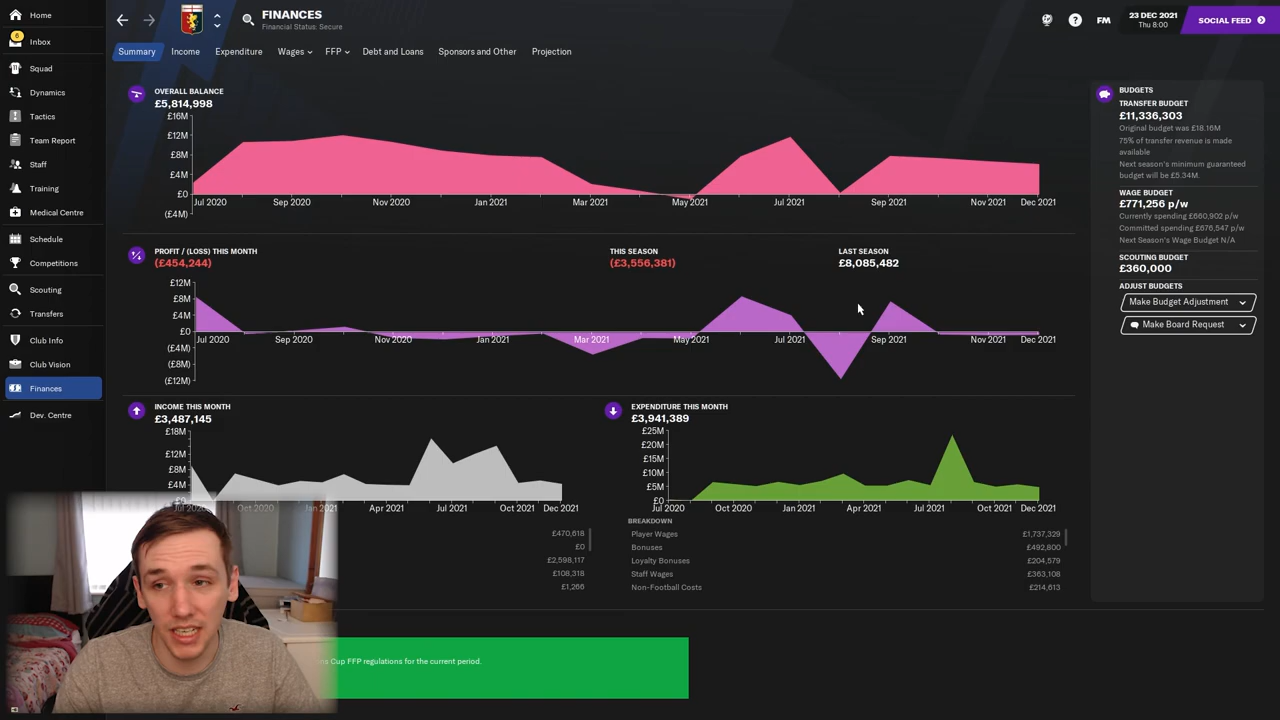 Home
Inbox
6
Squad
Dynamics
Tactics
Team Report
Staff
Training
Medical Centre
Schedule
Competitions
Scouting
Transfers
Club Info
Club Vision
Finances
Dev. Centre
FINANCES
Financial Status: Secure
FM
23 DEC 2021
Thu 8:00
SOCIAL FEED
Summary
Income
Expenditure
Wages
FFP
Debt and Loans
Sponsors and Other
Projection
OVERALL BALANCE
£5,814,998
£16M
£12M
£8M
£4M
£0
(£4M)
Jul 2020 Sep 2020 Nov 2020 Jan 2021 Mar 2021 May 2021 Jul 2021 Sep 2021 Nov 2021 Dec 2021
PROFIT / (LOSS) THIS MONTH
(£454,244)
THIS SEASON
(£3,556,381)
LAST SEASON
£8,085,482
£12M
£8M
£4M
£0
(£4M)
(£8M)
(£12M)
Jul 2020 Sep 2020 Nov 2020 Jan 2021 Mar 2021 May 2021 Jul 2021 Sep 2021 Nov 2021 Dec 2021
INCOME THIS MONTH
£3,487,145
£18M
£12M
£8M
£4M
£0
Jul 2020 Oct 2020 Jan 2021 Apr 2021 Jul 2021 Oct 2021 Dec 2021
£470,618
£0
£2,598,117
£108,318
£1,266
EXPENDITURE THIS MONTH
£3,941,389
£25M
£20M
£15M
£10M
£5M
£0
Jul 2020 Oct 2020 Jan 2021 Apr 2021 Jul 2021 Oct 2021 Dec 2021
BREAKDOWN
Player Wages £1,737,329
Bonuses £492,800
Loyalty Bonuses £204,579
Staff Wages £363,108
Non-Football Costs £214,613
Cup FFP regulations for the current period.
BUDGETS
TRANSFER BUDGET
£11,336,303
Original budget was £18.16M
75% of transfer revenue is made
available
Next season's minimum guaranteed
budget will be £5.34M.
WAGE BUDGET
£771,256 p/w
Currently spending £660,902 p/w
Committed spending £676,547 p/w
Next Season's Wage Budget N/A
SCOUTING BUDGET
£360,000
ADJUST BUDGETS
Make Budget Adjustment
Make Board Request